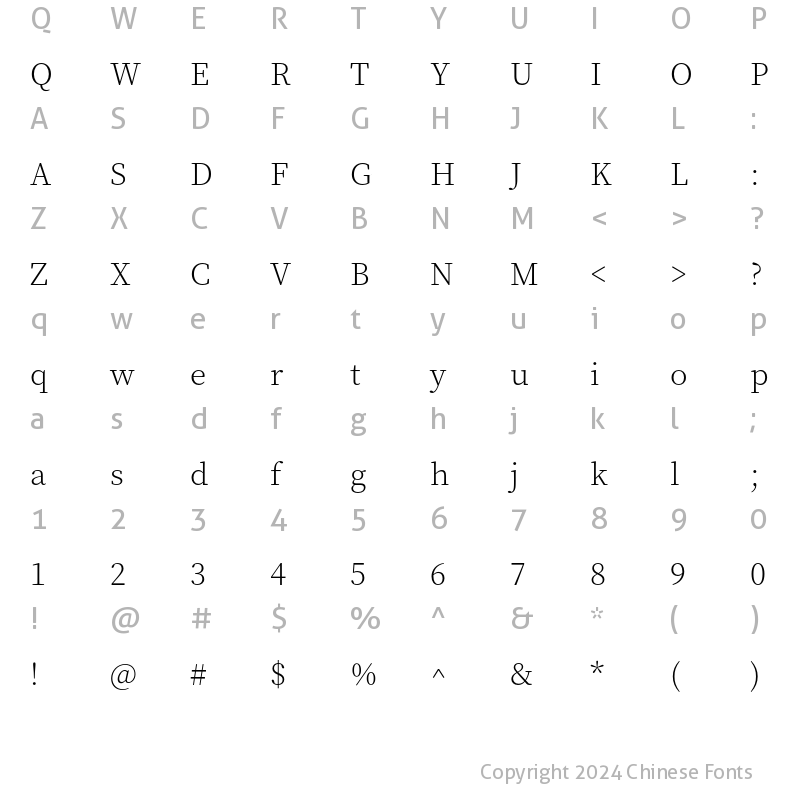 Q W E R T Y U I O P
Q W E R T Y U I O P
A S D F G H J K L :
A S D F G H J K L :
Z X C V B N M < > ?
Z X C V B N M < > ?
q w e r t y u i o p
q w e r t y u i o p
a s d f g h j k l ;
a s d f g h j k l ;
1 2 3 4 5 6 7 8 9 0
1 2 3 4 5 6 7 8 9 0
! @ # $ % ^ & * ( )
! @ # $ % ^ & * ( )
Copyright 2024 Chinese Fonts